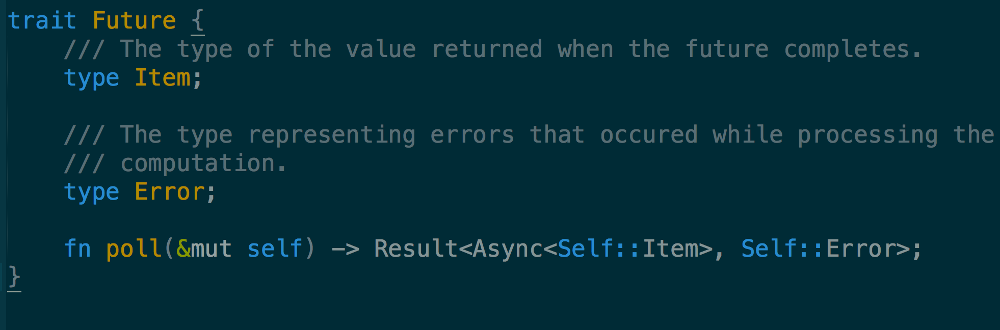 trait Future {
    /// The type of the value returned when the future completes.
    type Item;

    /// The type representing errors that occured while processing the
    /// computation.
    type Error;

    fn poll(&mut self) -> Result<Async<Self::Item>, Self::Error>;
}